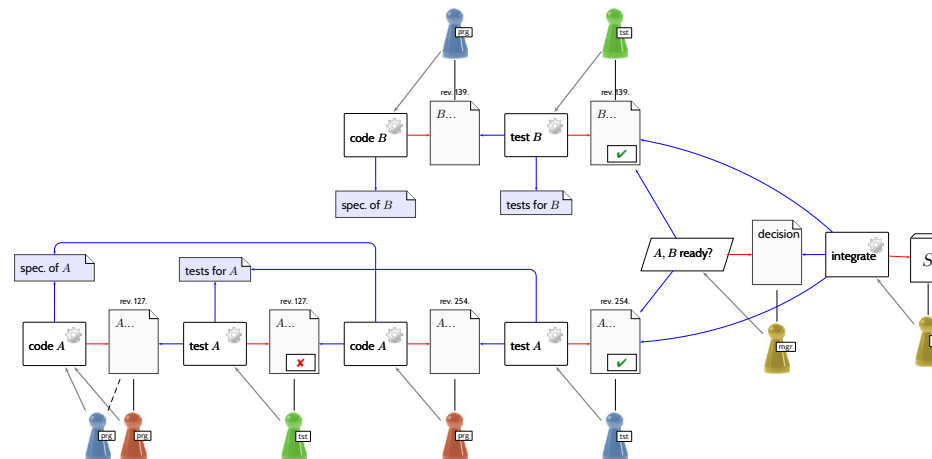 prg
tst
rev. 139.
rev. 139.
B...
B...
code B
test B
✔
spec. of B
tests for B
A, B ready?
decision
integrate
S
spec. of A
tests for A
rev. 127.
rev. 127.
rev. 254.
rev. 254.
A...
A...
A...
A...
code A
test A
code A
test A
✘
✔
mgr
prg
prg
tst
prg
tst